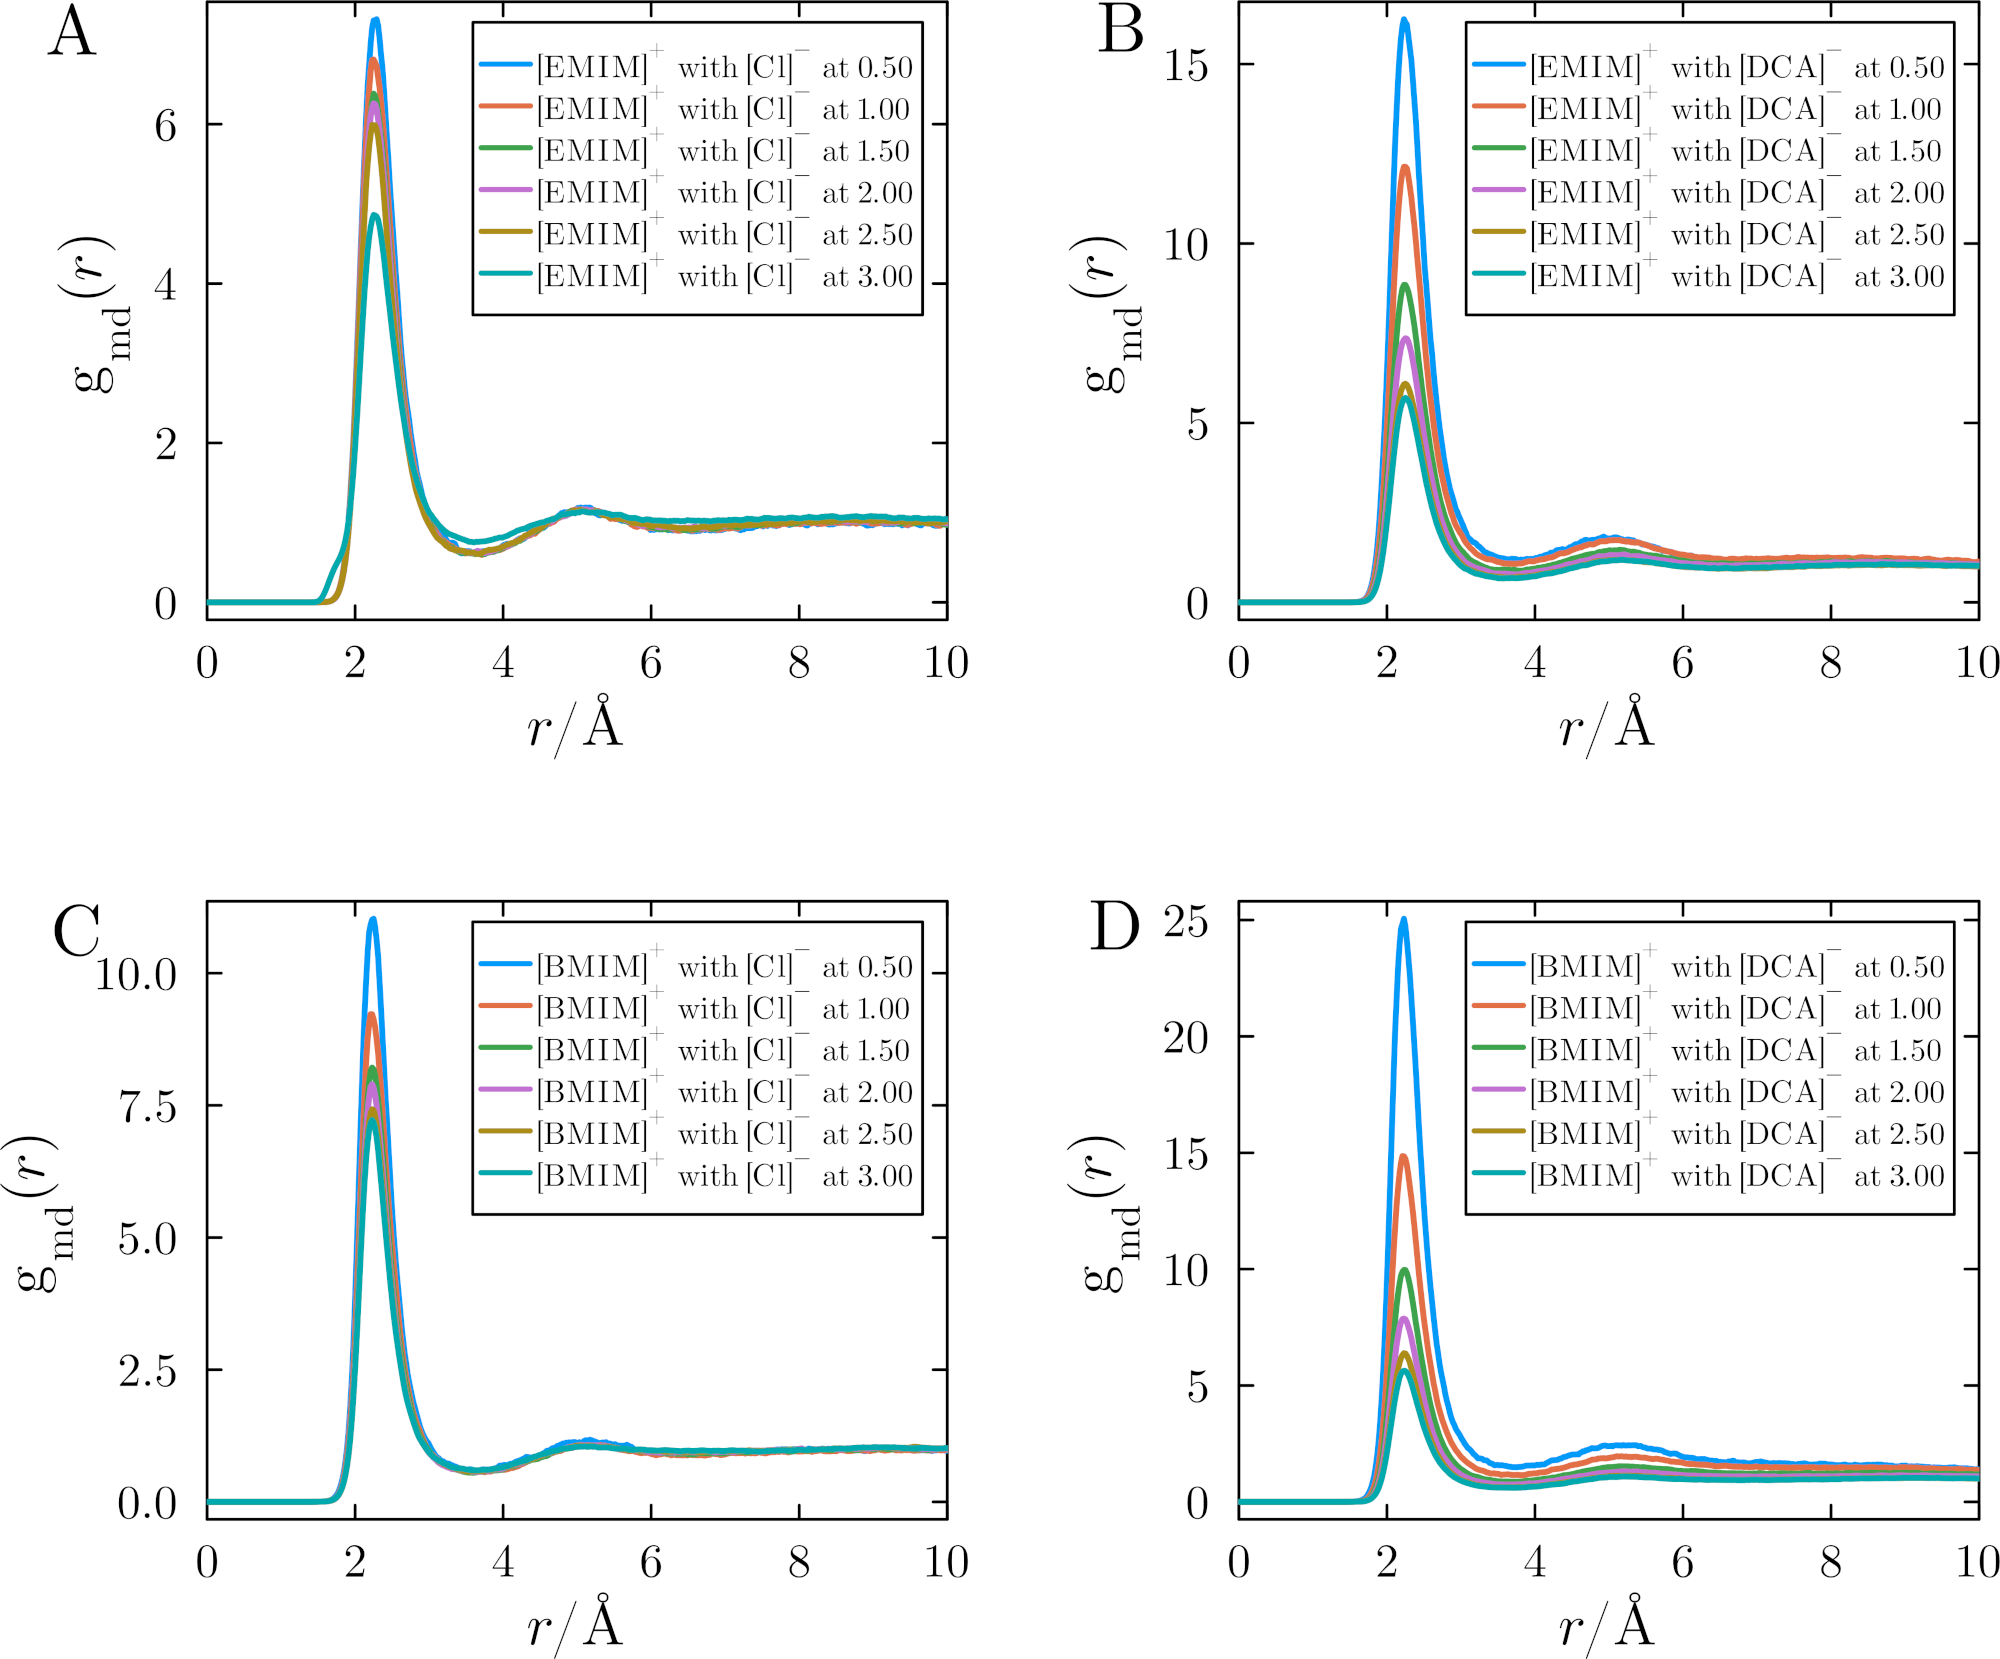 A
[EMIM]⁺ with [Cl]⁻ at 0.50
[EMIM]⁺ with [Cl]⁻ at 1.00
[EMIM]⁺ with [Cl]⁻ at 1.50
[EMIM]⁺ with [Cl]⁻ at 2.00
[EMIM]⁺ with [Cl]⁻ at 2.50
[EMIM]⁺ with [Cl]⁻ at 3.00
6
4
2
0
g_md(r)
0 2 4 6 8 10
r/Å
B
[EMIM]⁺ with [DCA]⁻ at 0.50
[EMIM]⁺ with [DCA]⁻ at 1.00
[EMIM]⁺ with [DCA]⁻ at 1.50
[EMIM]⁺ with [DCA]⁻ at 2.00
[EMIM]⁺ with [DCA]⁻ at 2.50
[EMIM]⁺ with [DCA]⁻ at 3.00
15
10
5
0
g_md(r)
0 2 4 6 8 10
r/Å
C
[BMIM]⁺ with [Cl]⁻ at 0.50
[BMIM]⁺ with [Cl]⁻ at 1.00
[BMIM]⁺ with [Cl]⁻ at 1.50
[BMIM]⁺ with [Cl]⁻ at 2.00
[BMIM]⁺ with [Cl]⁻ at 2.50
[BMIM]⁺ with [Cl]⁻ at 3.00
10.0
7.5
5.0
2.5
0.0
g_md(r)
0 2 4 6 8 10
r/Å
D
[BMIM]⁺ with [DCA]⁻ at 0.50
[BMIM]⁺ with [DCA]⁻ at 1.00
[BMIM]⁺ with [DCA]⁻ at 1.50
[BMIM]⁺ with [DCA]⁻ at 2.00
[BMIM]⁺ with [DCA]⁻ at 2.50
[BMIM]⁺ with [DCA]⁻ at 3.00
25
20
15
10
5
0
g_md(r)
0 2 4 6 8 10
r/Å